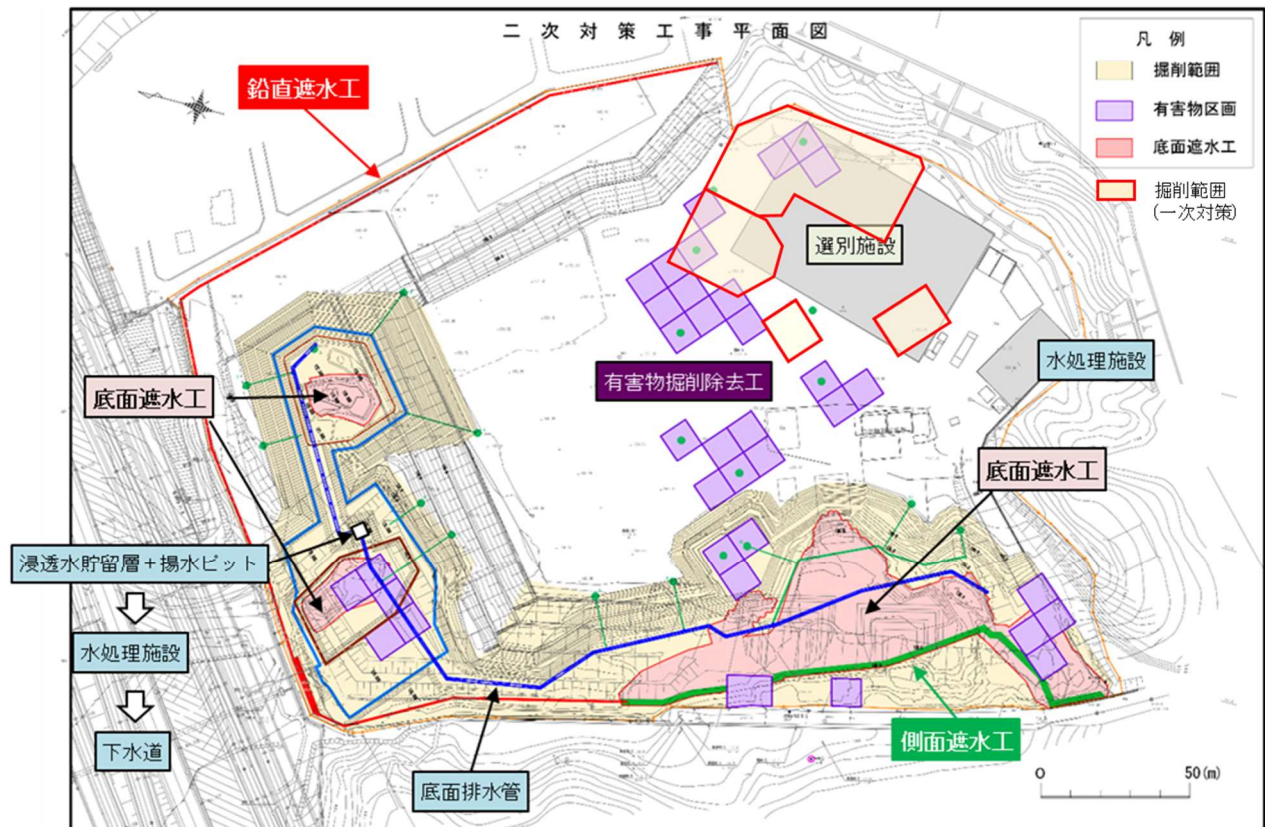 二次対策工事平面図
凡例
掘削範囲
有害物区画
底面遮水工
掘削範囲
(一次対策)
鉛直遮水工
選別施設
水処理施設
有害物掘削除去工
底面遮水工
底面遮水工
浸透水貯留層+揚水ピット
水処理施設
下水道
側面遮水工
底面排水管
0 50(m)